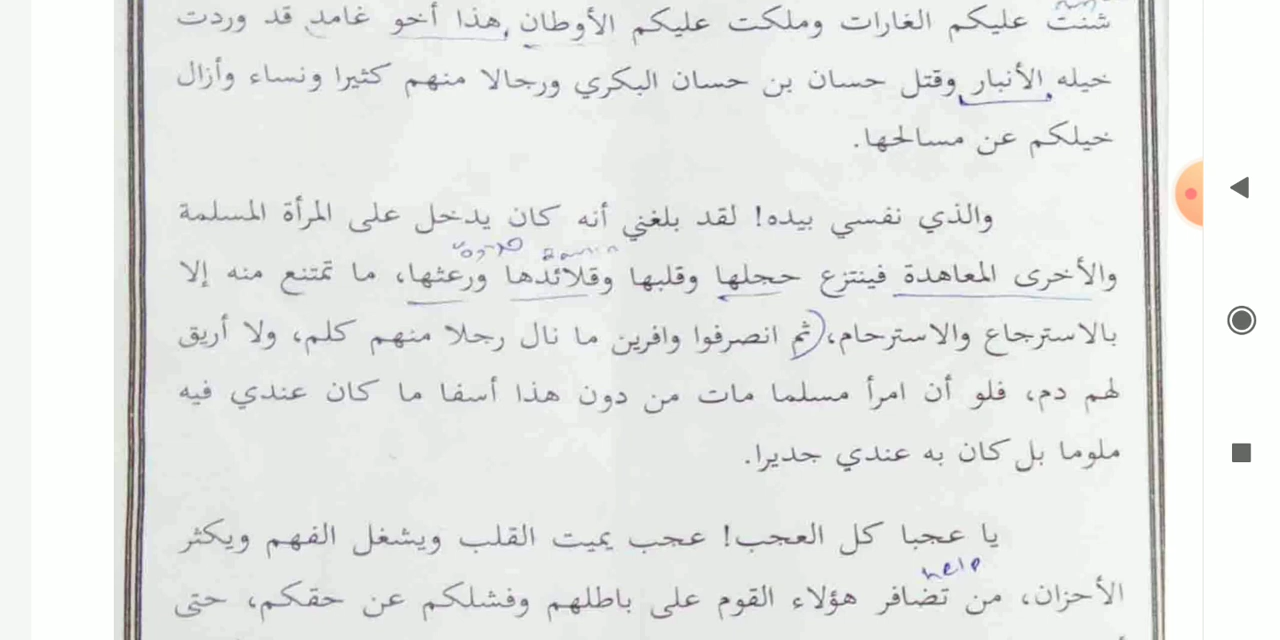 شنت عليكم الغارات وملكت عليكم الأوطان، هذا أخو غامد قد وردت
خيله الأنبار وقتل حسان بن حسان البكري ورجالا منهم كثيرا ونساء وأزال
خيلكم عن مسالحها.
والذي نفسي بيده! لقد بلغني أنه كان يدخل على المرأة المسلمة
والأخرى المعاهدة فينتزع حجلها وقلبها وقلائدها ورعثها، ما تمتنع منه إلا
بالاسترجاع والاسترحام، ثم انصرفوا وافرين ما نال رجلا منهم كلم، ولا أريق
لهم دم، فلو أن امرأ مسلما مات من دون هذا أسفا ما كان عندي فيه
ملوما بل كان به عندي جديرا.
يا عجبا كل العجب! عجب يميت القلب ويشغل الفهم ويكثر
help
الأحزان، من تضافر هؤلاء القوم على باطلهم وفشلكم عن حقكم، حتى